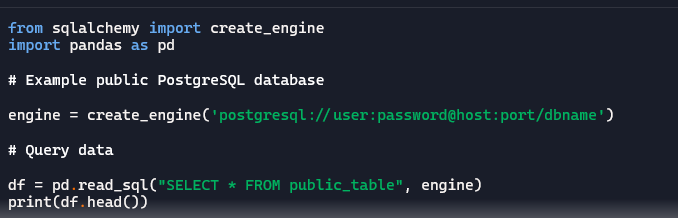 from sqlalchemy import create_engine
import pandas as pd
# Example public PostgreSQL database
engine = create_engine('postgresql://user:password@host:port/dbname')
# Query data
df = pd.read_sql("SELECT * FROM public_table", engine)
print(df.head())